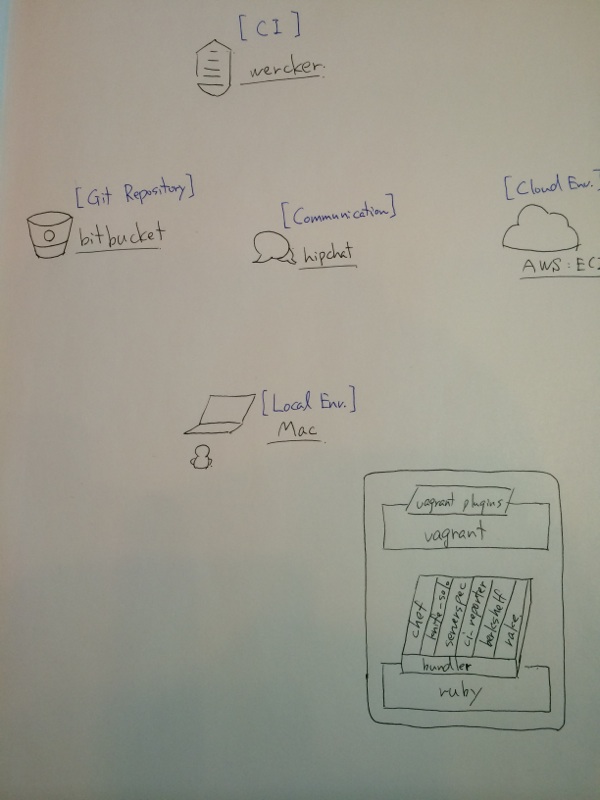 [CI]
wercker.
[Git Repository]
bitbucket
[Communication]
hipchat
[Cloud Env.]
AWS: EC2
[Local Env.]
Mac
vagrant plugins
vagrant
chef
knife-solo
serverspec
ci-reporter
berkshelf
rake
bundler
ruby